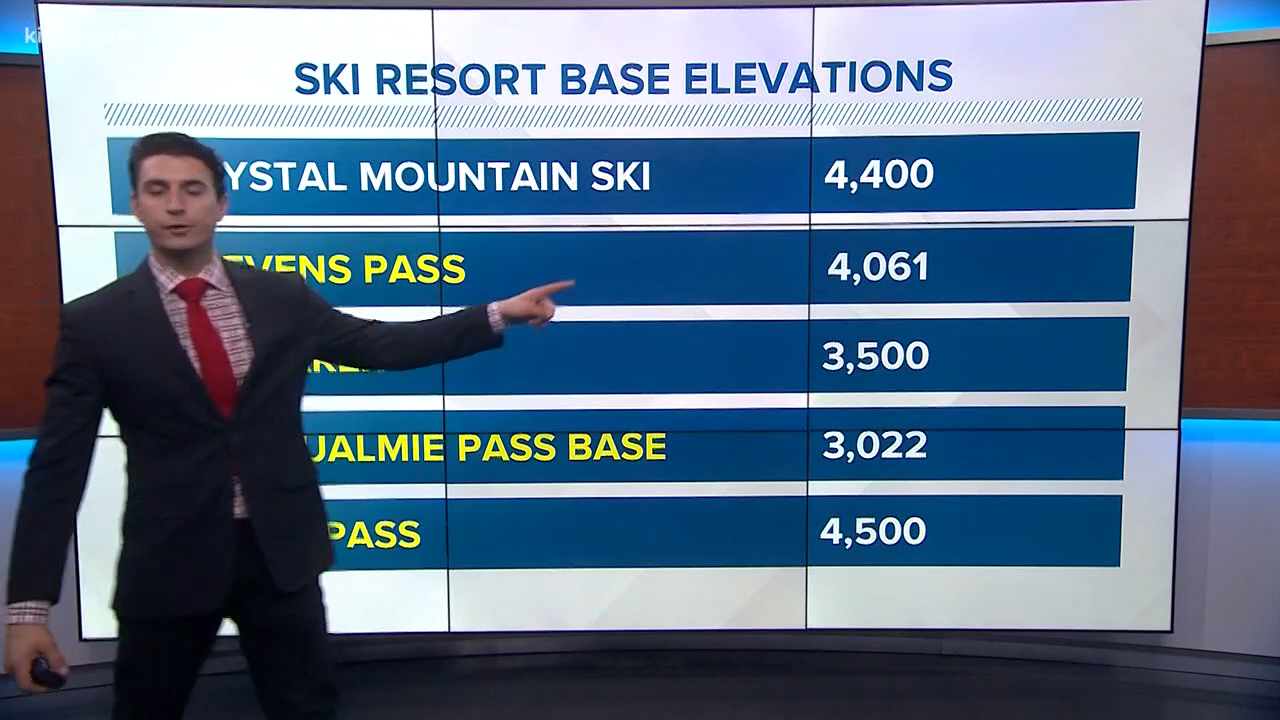 SKI RESORT BASE ELEVATIONS
YSTAL MOUNTAIN SKI 4,400
EVENS PASS 4,061
3,500
UALMIE PASS BASE 3,022
PASS 4,500